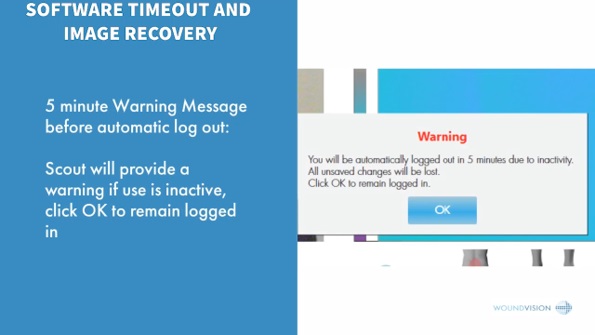 SOFTWARE TIMEOUT AND
IMAGE RECOVERY
5 minute Warning Message
before automatic log out:
Scout will provide a
warning if use is inactive,
click OK to remain logged
in
Warning
You will be automatically logged out in 5 minutes due to inactivity.
All unsaved changes will be lost.
Click OK to remain logged in.
OK
WOUNDVISION